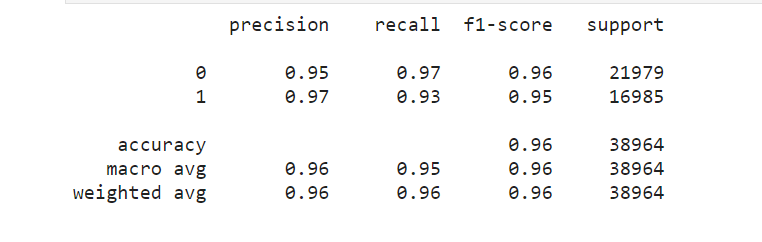 precision recall f1-score support
0 0.95 0.97 0.96 21979
1 0.97 0.93 0.95 16985
accuracy 0.96 38964
macro avg 0.96 0.95 0.96 38964
weighted avg 0.96 0.96 0.96 38964